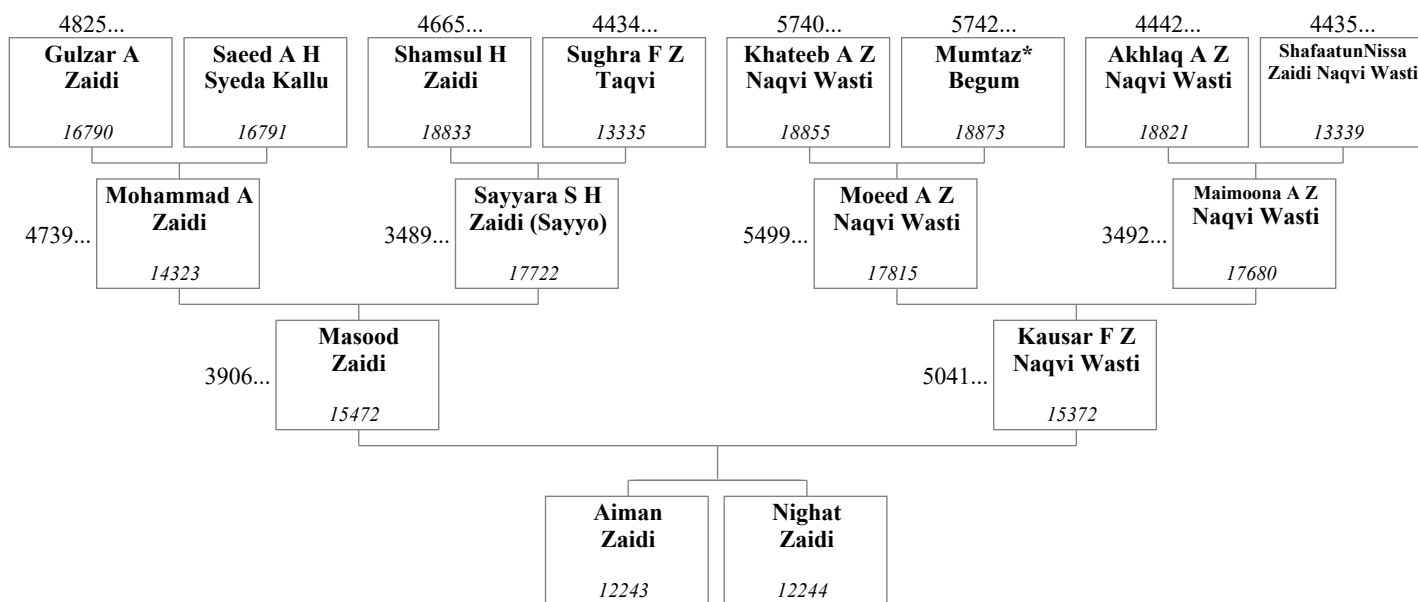 4825...
4665...
4434...
5740...
5742...
4442...
4435...
Gulzar A
Zaidi
16790
Saeed A H
Syeda Kallu
16791
Shamsul H
Zaidi
18833
Sughra F Z
Taqvi
13335
Khateeb A Z
Naqvi Wasti
18855
Mumtaz*
Begum
18873
Akhlaq A Z
Naqvi Wasti
18821
ShafaatunNissa
Zaidi Naqvi Wasti
13339
4739...
Mohammad A
Zaidi
14323
3489...
Sayyara S H
Zaidi (Sayyo)
17722
5499...
Moeed A Z
Naqvi Wasti
17815
3492...
Maimoona A Z
Naqvi Wasti
17680
3906...
Masood
Zaidi
15472
5041...
Kausar F Z
Naqvi Wasti
15372
Aiman
Zaidi
12243
Nighat
Zaidi
12244